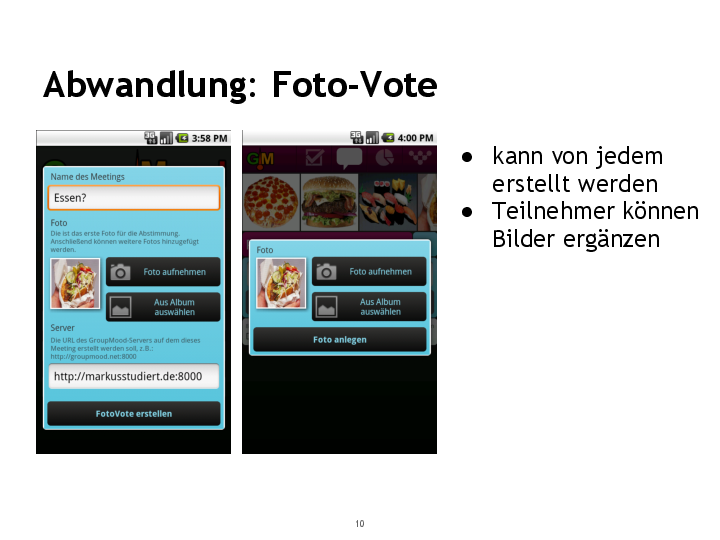 Abwandlung: Foto-Vote
3G
3:58 PM
Name des Meetings
Essen?
Foto
Die ist das erste Foto für die Abstimmung.
Anschließend können weitere Fotos hinzugefügt
werden.
Foto aufnehmen
Aus Album
auswählen
Server
Die URL des GroupMood-Servers auf dem dieses
Meeting erstellt werden soll, z.B.:
http://groupmood.net:8000
http://markusstudiert.de:8000
FotoVote erstellen
3G
4:00 PM
GM
Foto
Foto aufnehmen
Aus Album
auswählen
Foto anlegen
● kann von jedem
erstellt werden
● Teilnehmer können
Bilder ergänzen
10